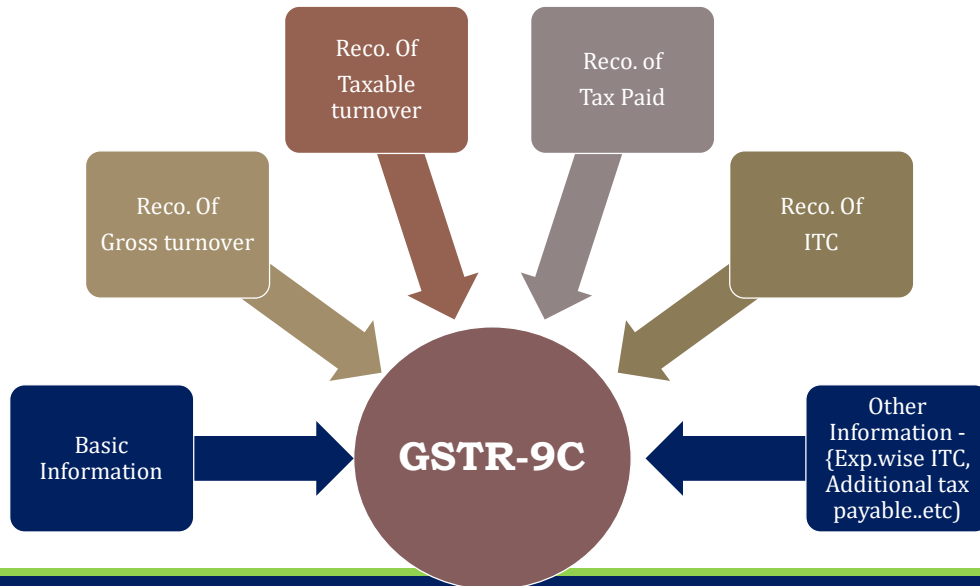 Basic
Information
Reco. Of
Gross turnover
Reco. Of
Taxable
turnover
Reco. of
Tax Paid
Reco. Of
ITC
Other
Information -
{Exp.wise ITC,
Additional tax
payable..etc)
GSTR-9C